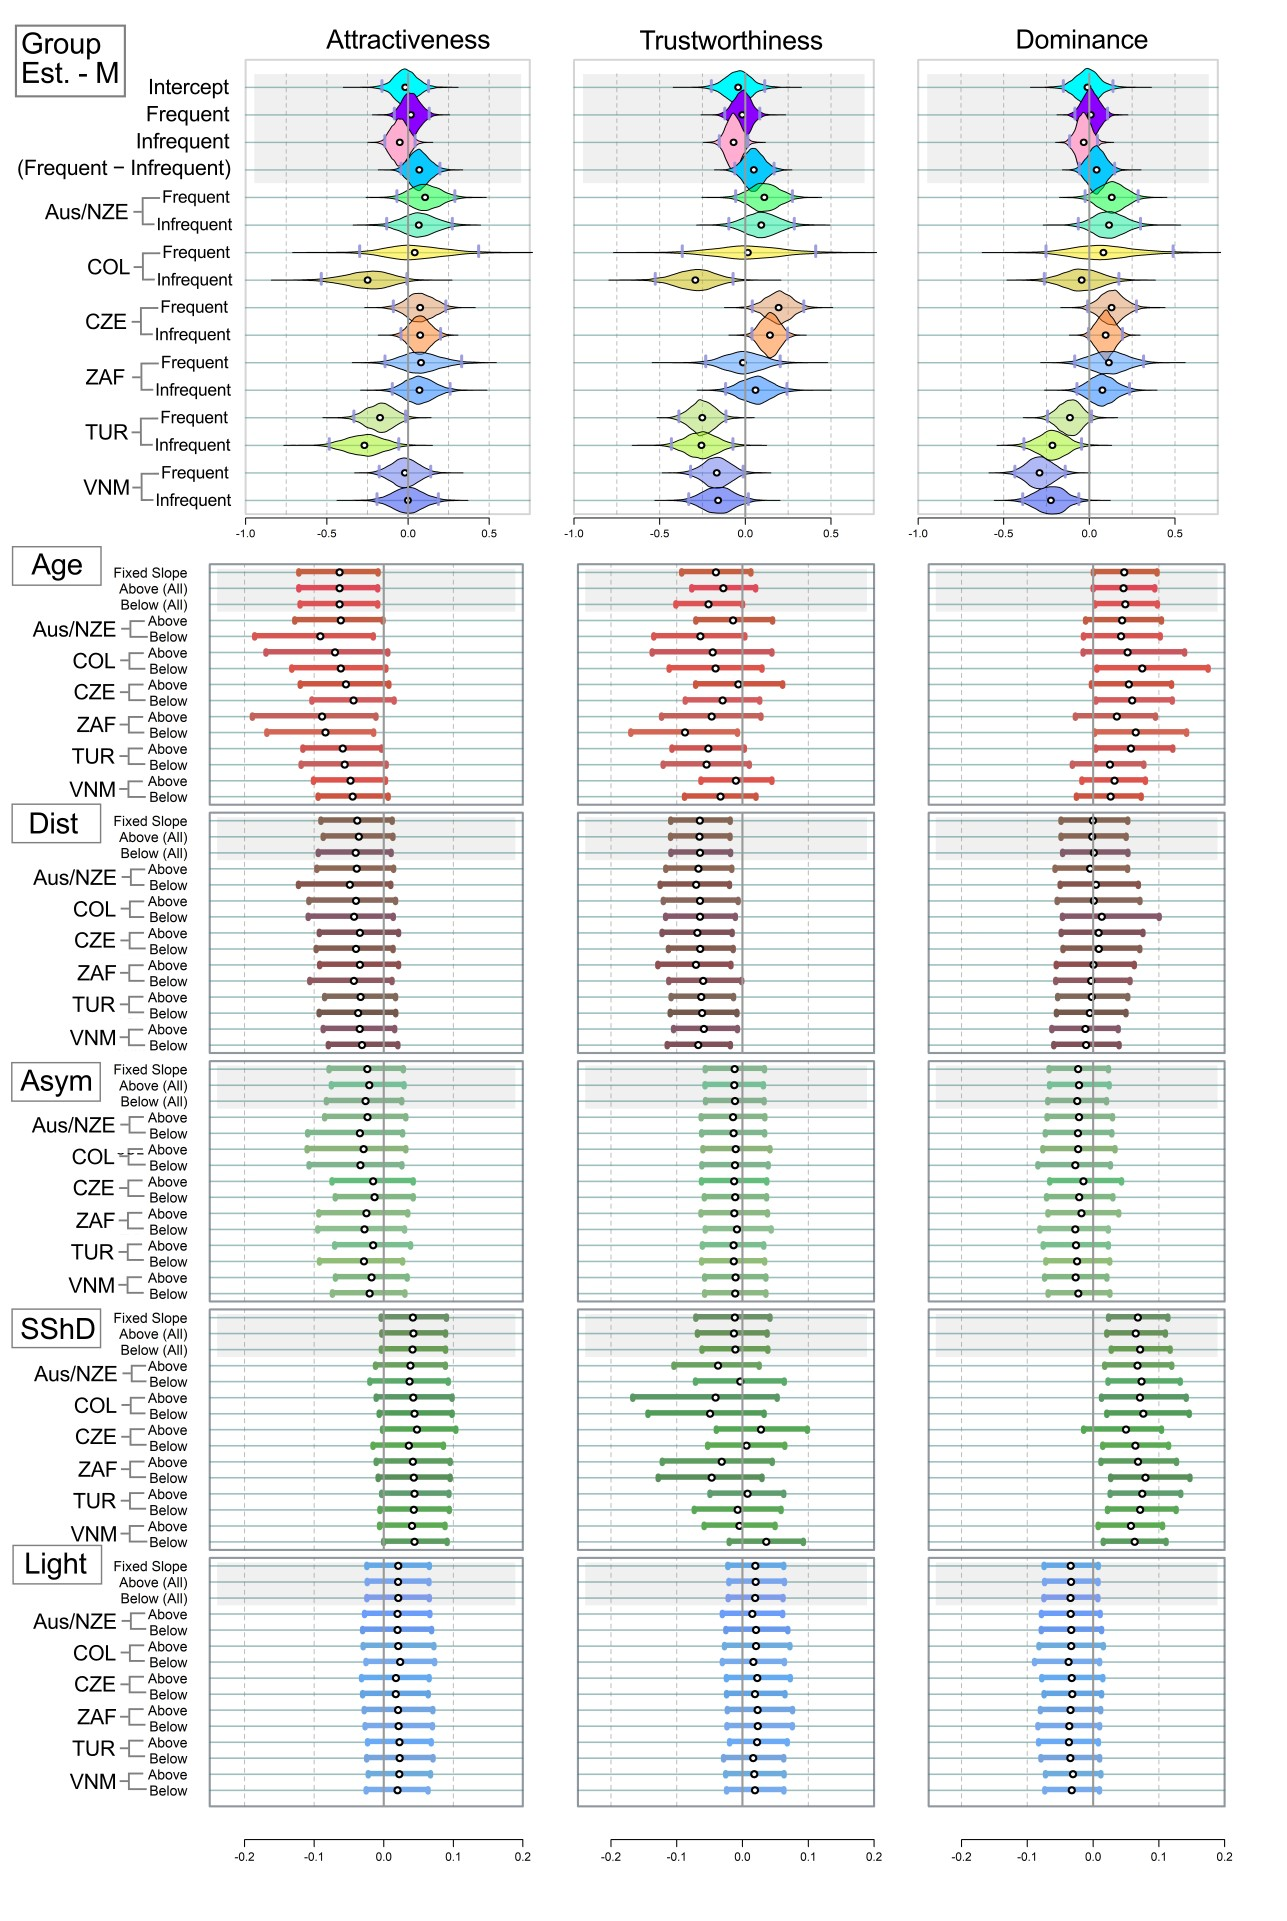 Group
Est. - M
Attractiveness
Trustworthiness
Dominance
Intercept
Frequent
Infrequent
(Frequent − Infrequent)
Aus/NZE
Frequent
Infrequent
COL
Frequent
Infrequent
CZE
Frequent
Infrequent
ZAF
Frequent
Infrequent
TUR
Frequent
Infrequent
VNM
Frequent
Infrequent
-1.0 -0.5 0.0 0.5
-1.0 -0.5 0.0 0.5
-1.0 -0.5 0.0 0.5
Age
Fixed Slope
Above (All)
Below (All)
Aus/NZE
Above
Below
COL
Above
Below
CZE
Above
Below
ZAF
Above
Below
TUR
Above
Below
VNM
Above
Below
Dist
Fixed Slope
Above (All)
Below (All)
Aus/NZE
Above
Below
COL
Above
Below
CZE
Above
Below
ZAF
Above
Below
TUR
Above
Below
VNM
Above
Below
Asym
Fixed Slope
Above (All)
Below (All)
Aus/NZE
Above
Below
COL
Above
Below
CZE
Above
Below
ZAF
Above
Below
TUR
Above
Below
VNM
Above
Below
SShD
Fixed Slope
Above (All)
Below (All)
Aus/NZE
Above
Below
COL
Above
Below
CZE
Above
Below
ZAF
Above
Below
TUR
Above
Below
VNM
Above
Below
Light
Fixed Slope
Above (All)
Below (All)
Aus/NZE
Above
Below
COL
Above
Below
CZE
Above
Below
ZAF
Above
Below
TUR
Above
Below
VNM
Above
Below
-0.2 -0.1 0.0 0.1 0.2
-0.2 -0.1 0.0 0.1 0.2
-0.2 -0.1 0.0 0.1 0.2